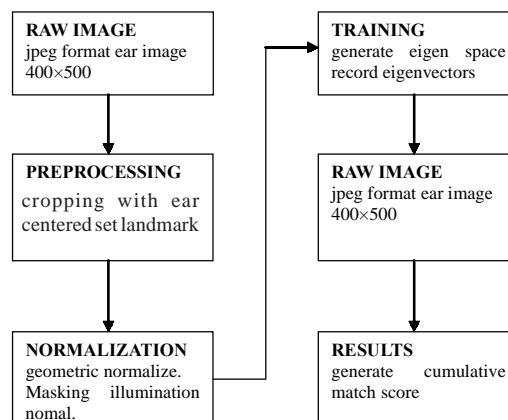 RAW IMAGE
jpeg format ear image
400×500
PREPROCESSING
cropping with ear
centered set landmark
NORMALIZATION
geometric normalize.
Masking illumination
nomal.
TRAINING
generate eigen space
record eigenvectors
RAW IMAGE
jpeg format ear image
400×500
RESULTS
generate cumulative
match score